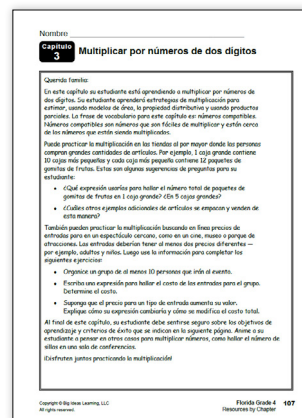 Nombre
Capítulo
3
Multiplicar por números de dos dígitos
Querida familia:
En este capítulo su estudiante está aprendiendo a multiplicar por números de
dos dígitos. Su estudiante aprenderá estrategias de multiplicación para
estimar, usando modelos de área, la propiedad distributiva y usando productos
parciales. La frase de vocabulario para este capítulo es: números compatibles.
Números compatibles son números que son fáciles de multiplicar y están cerca
de los números que están siendo multiplicados.
Puede practicar la multiplicación en las tiendas al por mayor donde las personas
compran grandes cantidades de artículos. Por ejemplo, 1 caja grande contiene
10 cajas más pequeñas y cada caja más pequeña contiene 12 paquetes de
gomitas de frutas. Estas son algunas sugerencias de preguntas para su
estudiante:
• ¿Qué expresión usarías para hallar el número total de paquetes de
gomitas de frutas en 1 caja grande? ¿En 5 cajas grandes?
• ¿Cuáles otros ejemplos adicionales de artículos se empacan y venden de
esta manera?
También pueden practicar la multiplicación buscando en línea precios de
entradas para en un espectáculo cercano, como en un cine, museo o parque de
atracciones. Las entradas deberían tener al menos dos precios diferentes —
por ejemplo, adultos y niños. Luego use la información para completar los
siguientes ejercicios:
• Organice un grupo de al menos 10 personas que irán al evento.
• Escriba una expresión para hallar el costo de las entradas para el grupo.
Determine el costo.
• Suponga que el precio para un tipo de entrada aumenta su valor.
Explique cómo su expresión cambiaría y cómo se modifica el costo total.
Al final de este capítulo, su estudiante debe sentirse seguro sobre los objetivos de
aprendizaje y criterios de éxito que se indican en la siguiente página. Anime a su
estudiante a pensar en otros casos para multiplicar números, como hallar el número de
sillas en una sala de conferencias.
¡Disfruten juntos practicando la multiplicación!
Copyright © Big Ideas Learning, LLC
All rights reserved.
Florida Grade 4 107
Resources by Chapter